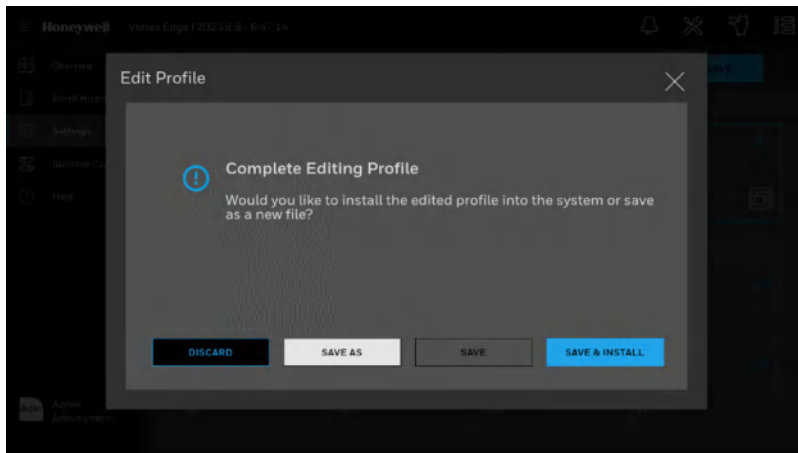 Honeywell
Overview
Settings
Help
Edit Profile
Complete Editing Profile
Would you like to install the edited profile into the system or save
as a new file?
DISCARD
SAVE AS
SAVE
SAVE & INSTALL